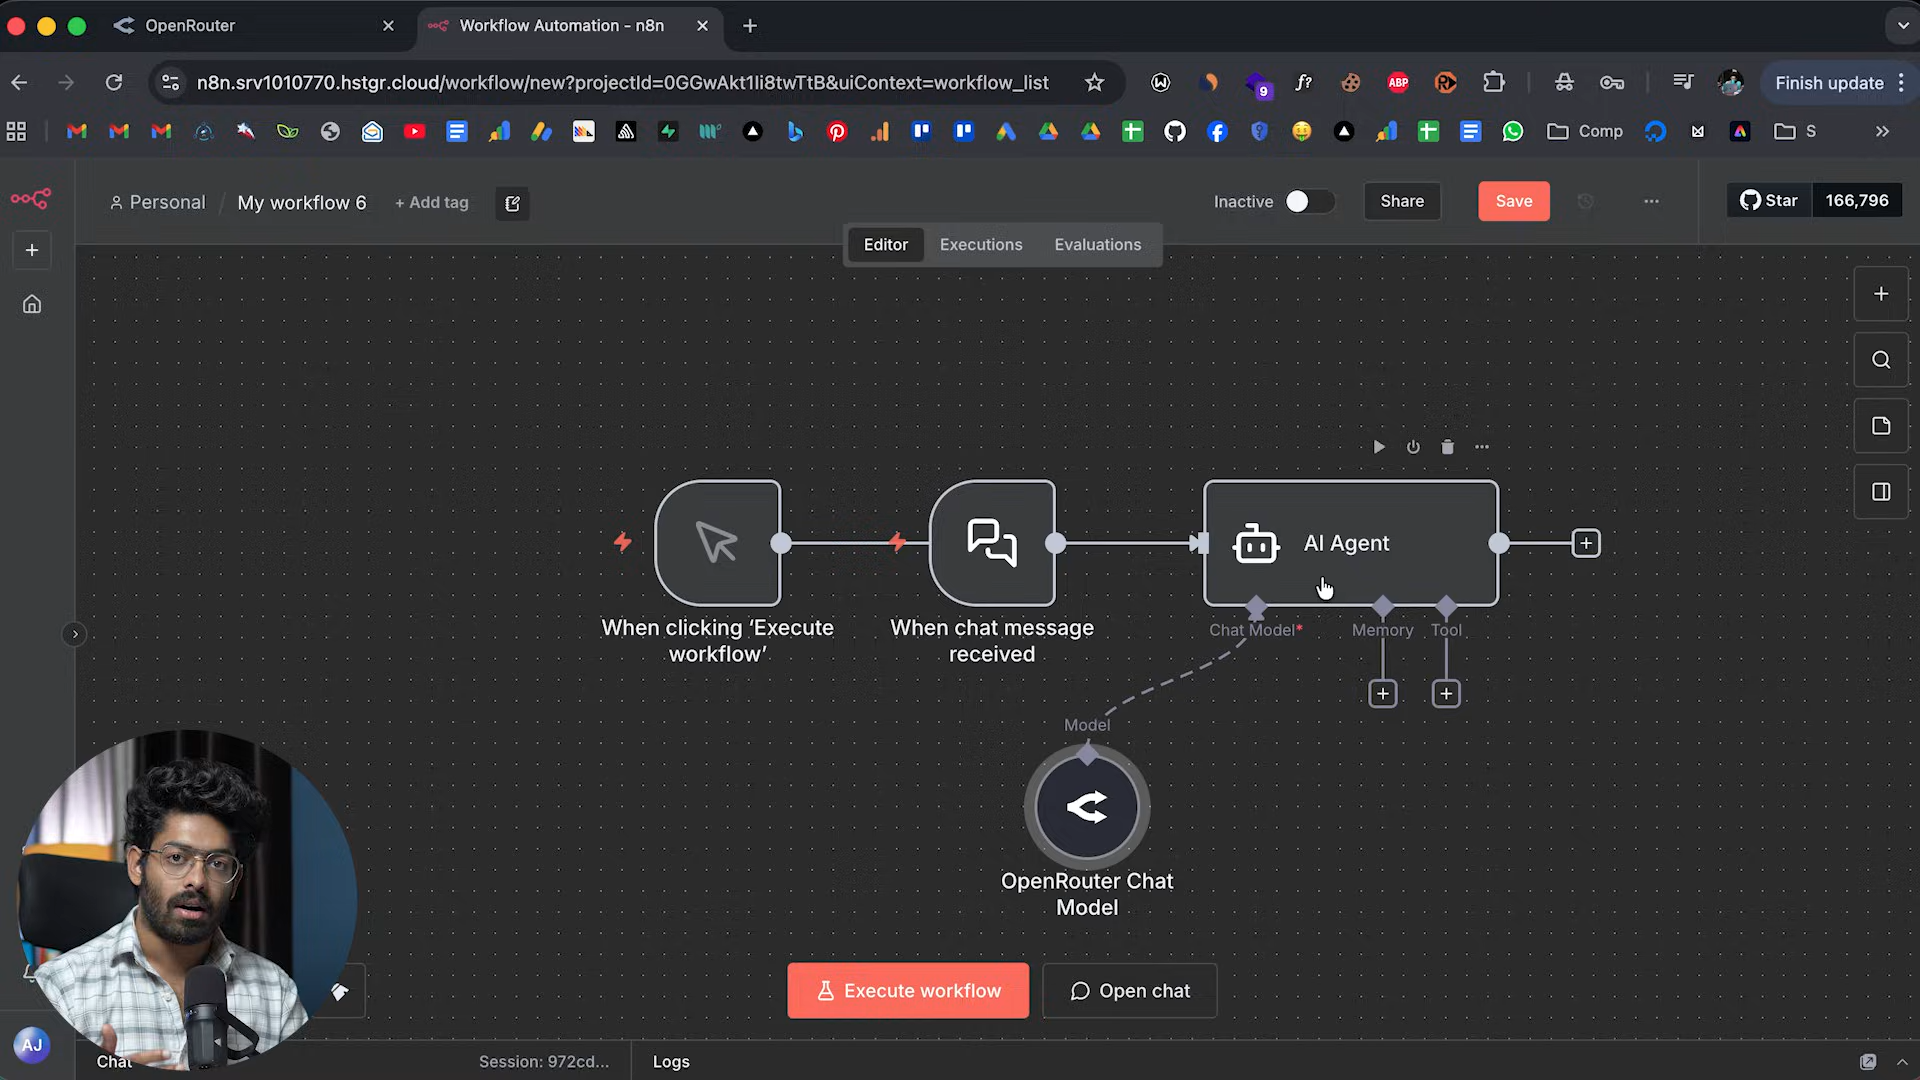 OpenRouter
Workflow Automation - n8n
n8n.srv1010770.hstgr.cloud/workflow/new?projectId=0GGwAkt1Ii8twTtB&uiContext=workflow_list
9
ABP
Finish update
Comp
S
Personal / My workflow 6 + Add tag
Inactive
Share
Save
Star 166,796
Editor Executions Evaluations
AI Agent
When clicking ‘Execute workflow’
When chat message received
Chat Model*
Memory
Tool
Model
OpenRouter Chat Model
Execute workflow
Open chat
AJ
Chat
Session: 972cd...
Logs